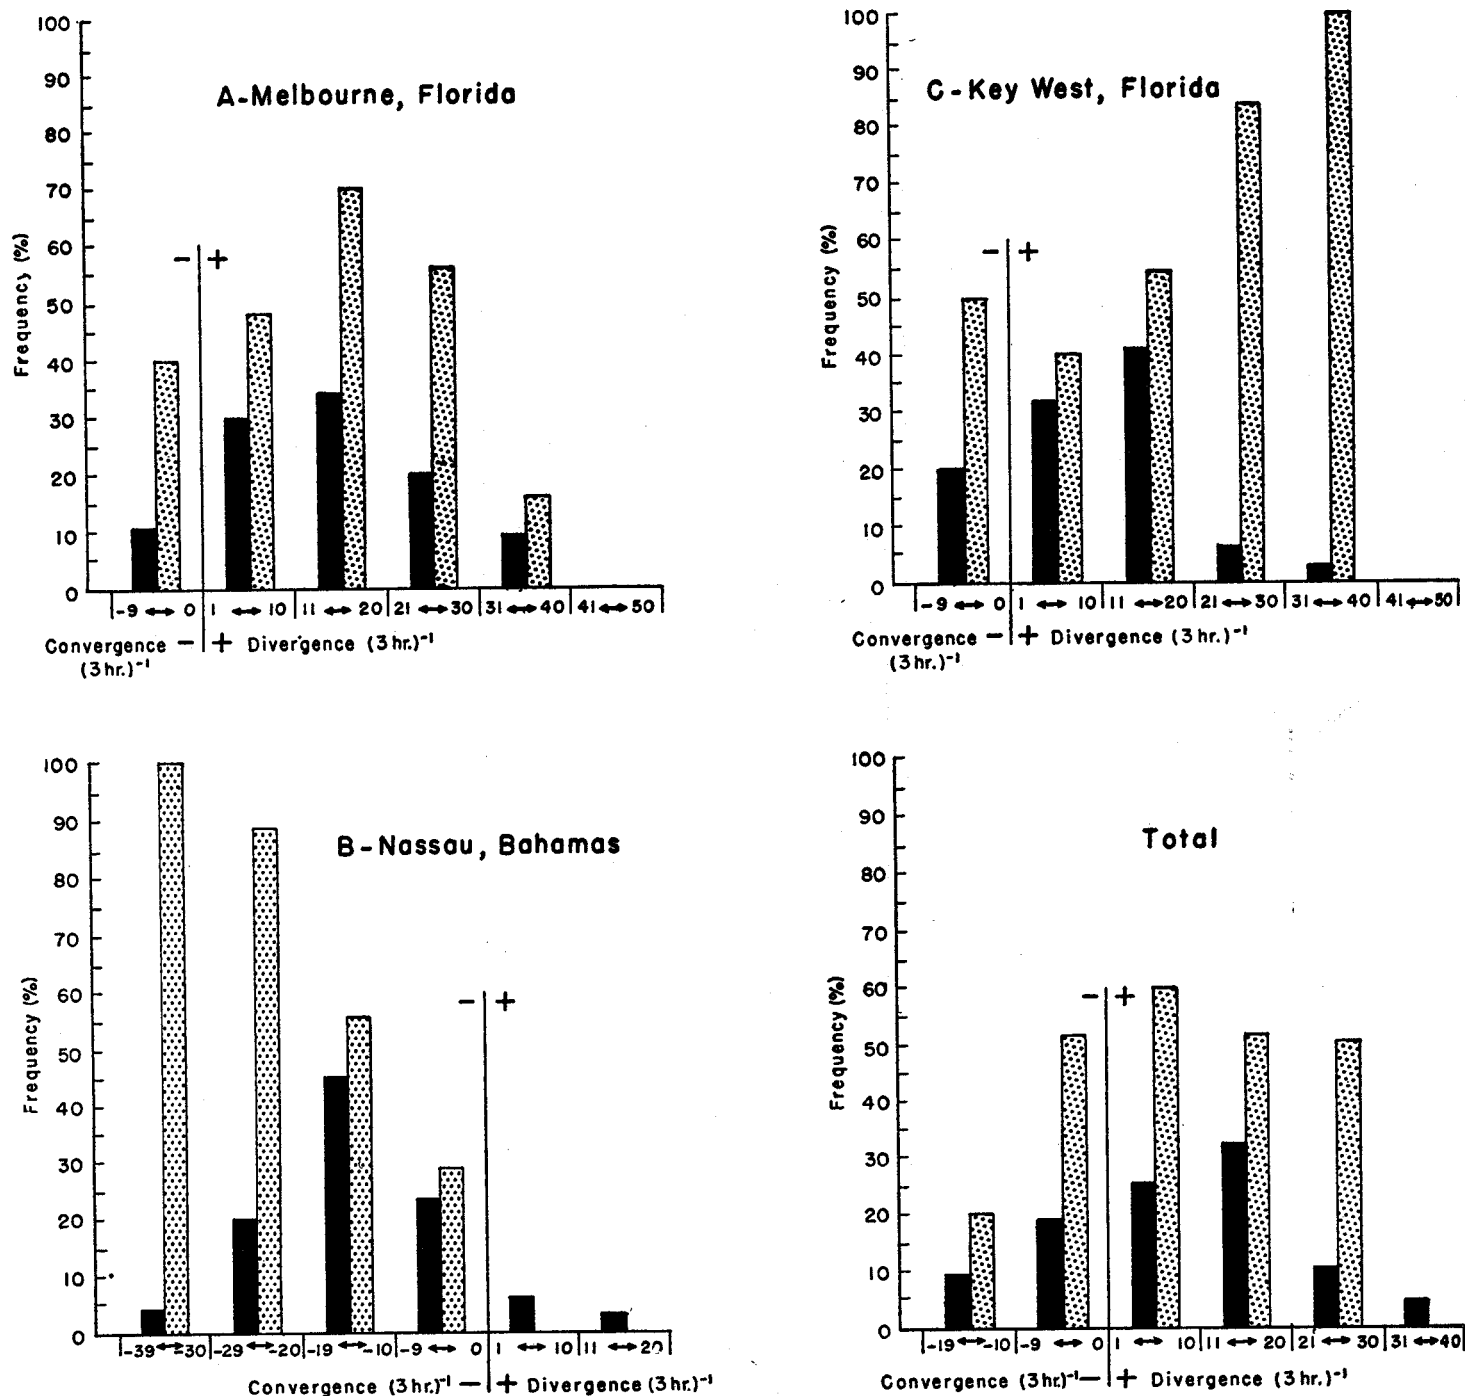 A-Melbourne, Florida
Frequency (%)
100
90
80
70
60
50
40
30
20
10
0
- +
-9 ↔ 0 1 ↔ 10 11 ↔ 20 21 ↔ 30 31 ↔ 40 41 ↔ 50
Convergence - + Divergence (3 hr.)⁻¹
(3 hr.)⁻¹
C-Key West, Florida
Frequency (%)
100
90
80
70
60
50
40
30
20
10
0
- +
-9 ↔ 0 1 ↔ 10 11 ↔ 20 21 ↔ 30 31 ↔ 40 41 ↔ 50
Convergence - + Divergence (3 hr.)⁻¹
(3 hr.)⁻¹
B-Nassau, Bahamas
Frequency (%)
100
90
80
70
60
50
40
30
20
10
0
- +
-39 ↔ -30 -29 ↔ -20 -19 ↔ -10 -9 ↔ 0 1 ↔ 10 11 ↔ 20
Convergence (3 hr.)⁻¹ - + Divergence (3 hr.)⁻¹
Total
Frequency (%)
100
90
80
70
60
50
40
30
20
10
0
- +
-19 ↔ -10 -9 ↔ 0 1 ↔ 10 11 ↔ 20 21 ↔ 30 31 ↔ 40
Convergence (3 hr.)⁻¹ - + Divergence (3 hr.)⁻¹